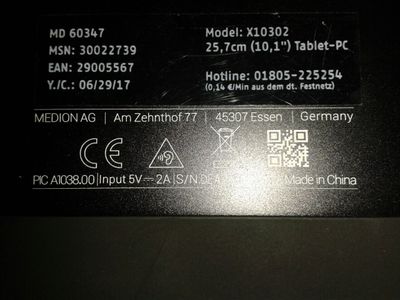 MD 60347
MSN: 30022739
EAN: 29005567
Y./C.: 06/29/17
Model: X10302
25,7cm (10,1") Tablet-PC
Hotline: 01805-225254
(0,14 €/Min aus dem dt. Festnetz)
MEDION AG | Am Zehnthof 77 | 45307 Essen | Germany
CE
PIC A1038.00 | Input 5V⎓2A | S/N. Made in China